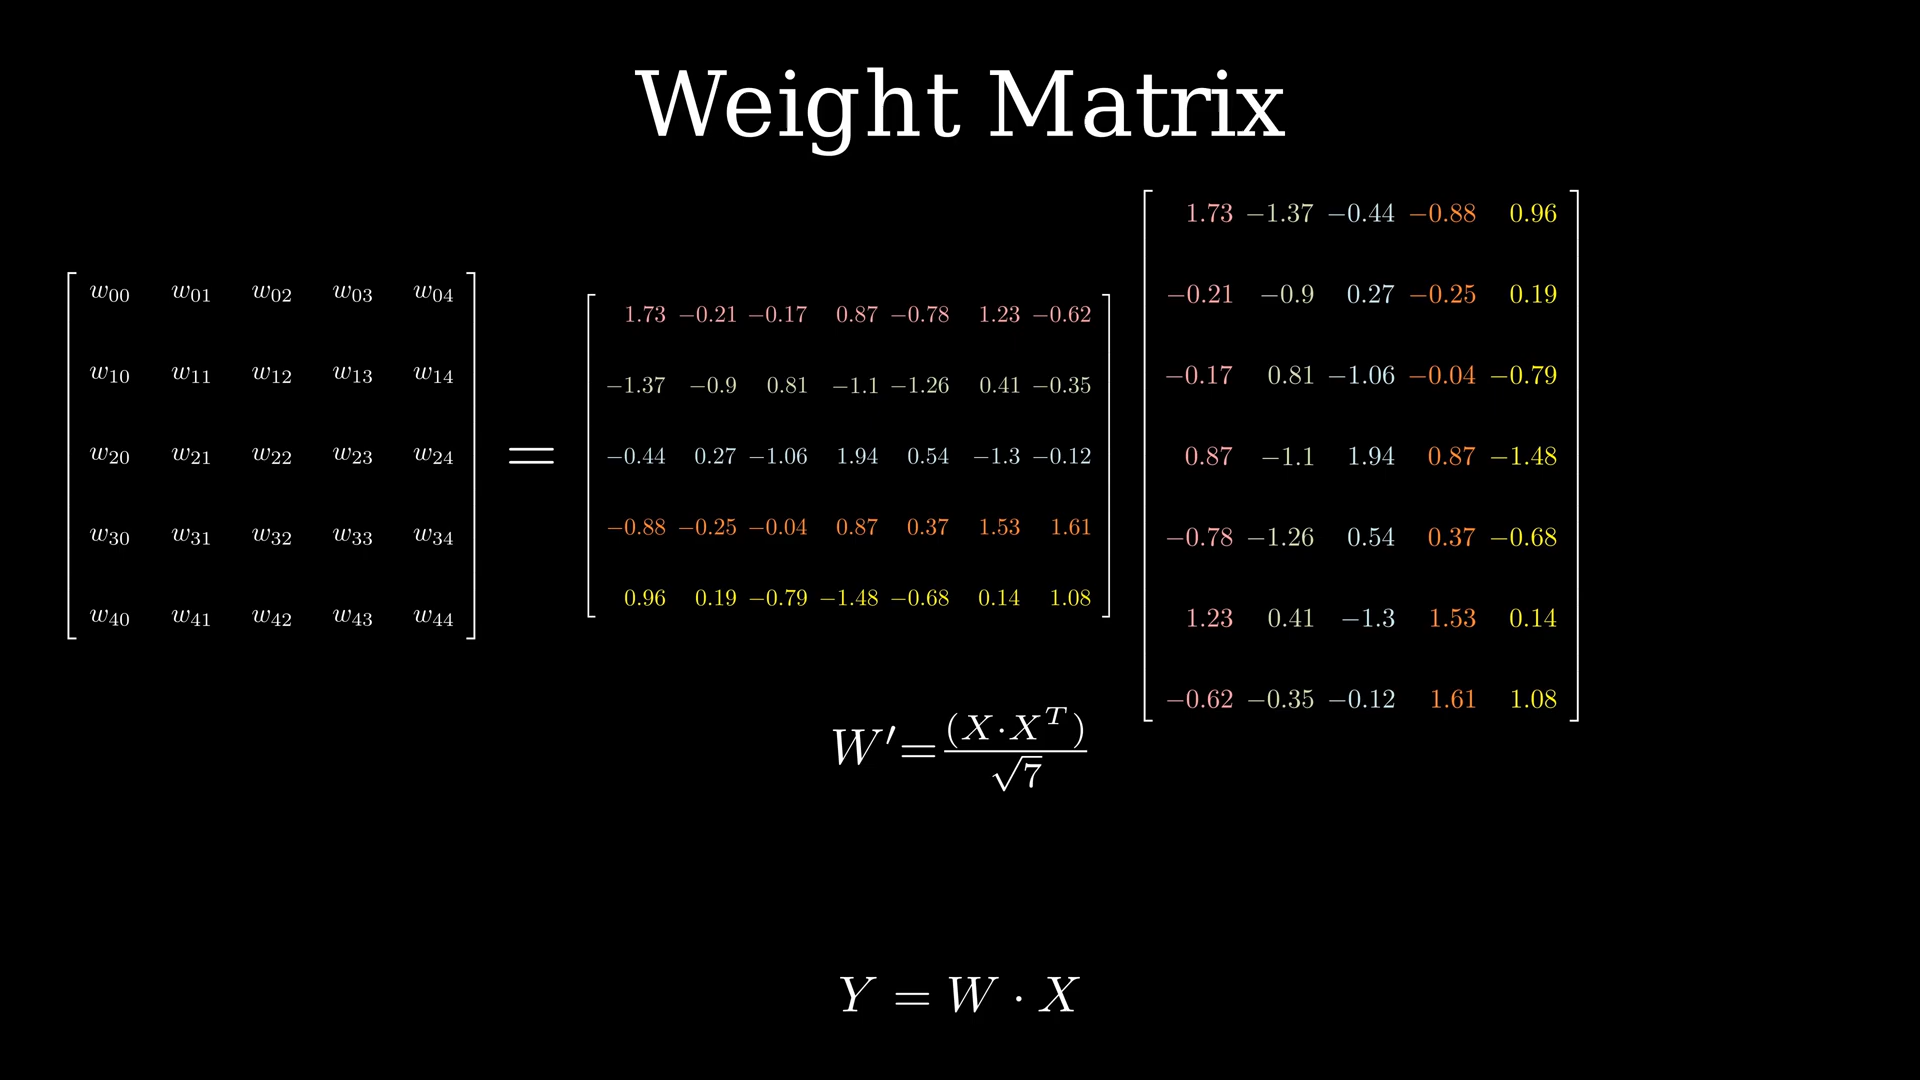 Weight Matrix
w00 w01 w02 w03 w04
w10 w11 w12 w13 w14
w20 w21 w22 w23 w24
w30 w31 w32 w33 w34
w40 w41 w42 w43 w44
=
1.73 −0.21 −0.17 0.87 −0.78 1.23 −0.62
−1.37 −0.9 0.81 −1.1 −1.26 0.41 −0.35
−0.44 0.27 −1.06 1.94 0.54 −1.3 −0.12
−0.88 −0.25 −0.04 0.87 0.37 1.53 1.61
0.96 0.19 −0.79 −1.48 −0.68 0.14 1.08
1.73 −1.37 −0.44 −0.88 0.96
−0.21 −0.9 0.27 −0.25 0.19
−0.17 0.81 −1.06 −0.04 −0.79
0.87 −1.1 1.94 0.87 −1.48
−0.78 −1.26 0.54 0.37 −0.68
1.23 0.41 −1.3 1.53 0.14
−0.62 −0.35 −0.12 1.61 1.08
W′=(X·X^T)/√7
Y = W · X